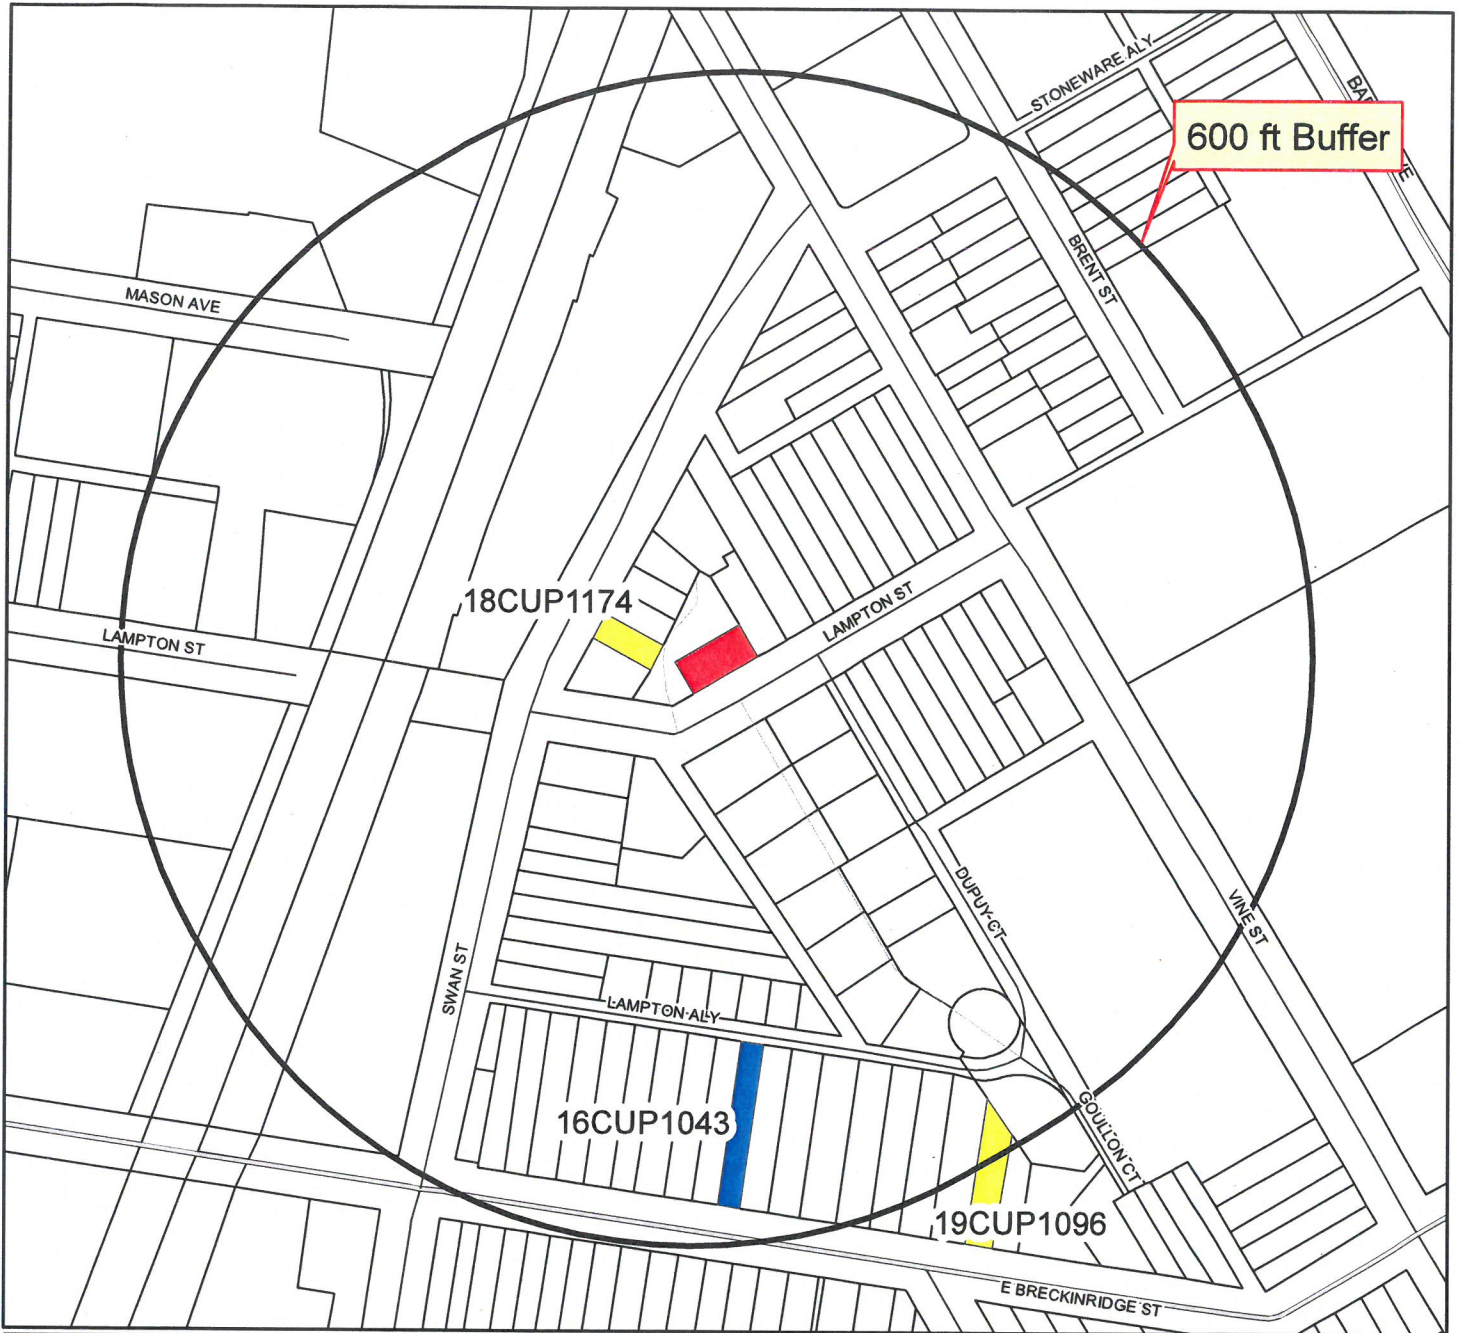 STONEWARE ALY
600 ft Buffer
BRENT ST
MASON AVE
18CUP1174
LAMPTON ST
LAMPTON ST
DUPUY CT
VINE ST
SWAN ST
LAMPTON ALY
16CUP1043
GOULLON CT
19CUP1096
E BRECKINRIDGE ST